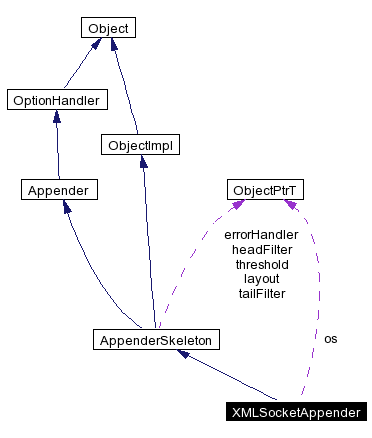 Object
OptionHandler
ObjectImpl
Appender
ObjectPtrT
errorHandler
headFilter
threshold
layout
tailFilter
AppenderSkeleton
os
XMLSocketAppender